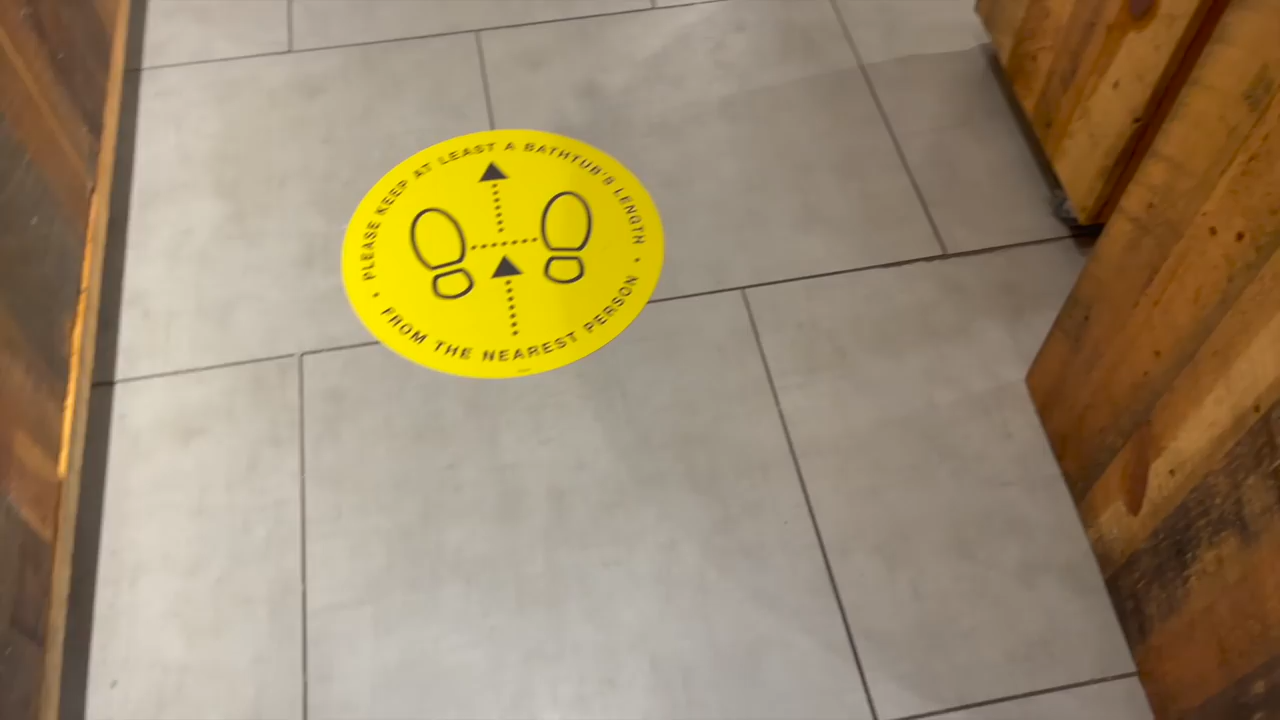 • PLEASE KEEP AT LEAST A BATHTUB'S LENGTH •
FROM THE NEAREST PERSON